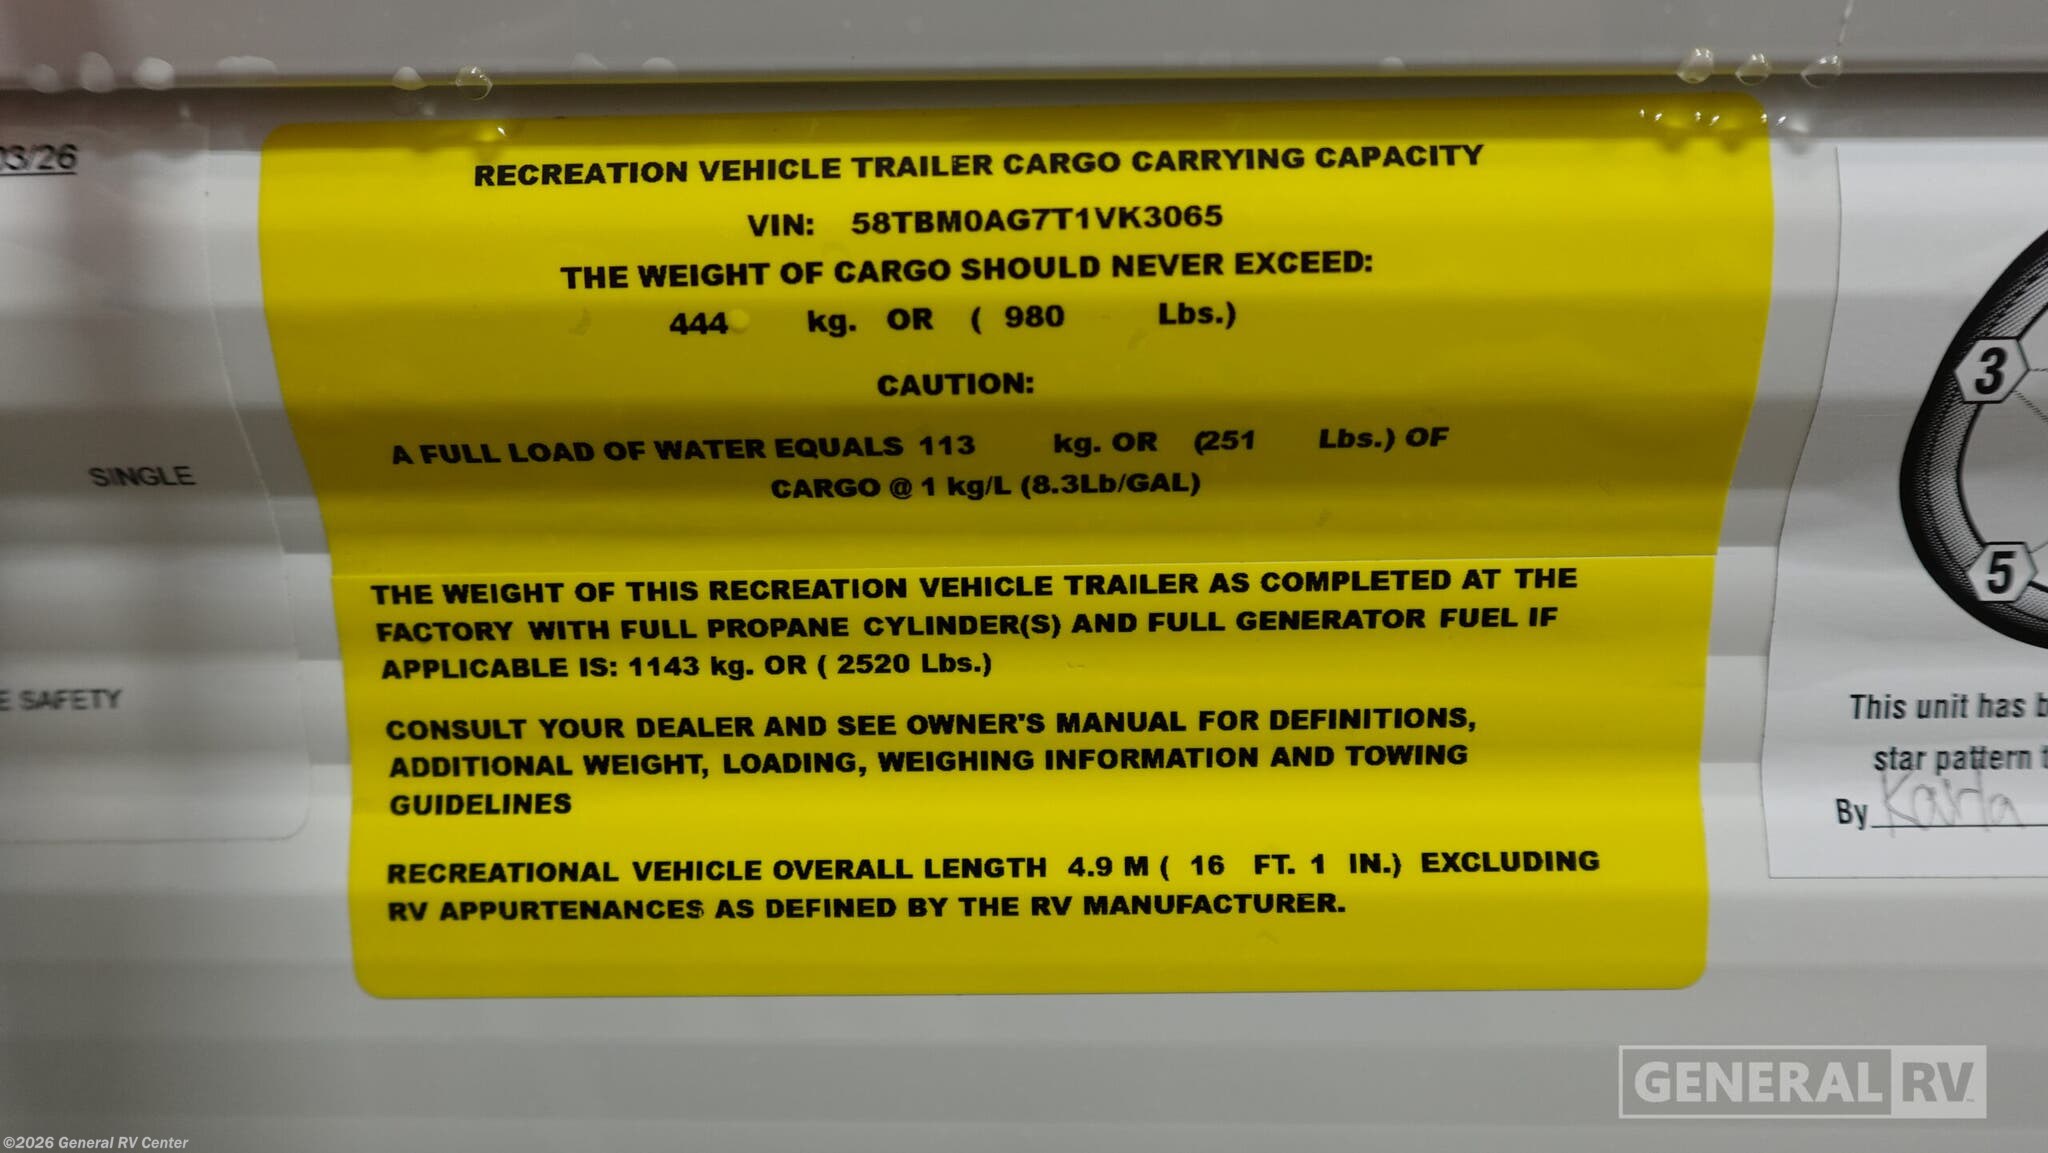 03/26
SINGLE
E SAFETY
RECREATION VEHICLE TRAILER CARGO CARRYING CAPACITY
VIN: 58TBM0AG7T1VK3065
THE WEIGHT OF CARGO SHOULD NEVER EXCEED:
444 kg. OR ( 980 Lbs.)
CAUTION:
A FULL LOAD OF WATER EQUALS 113 kg. OR (251 Lbs.) OF
CARGO @ 1 kg/L (8.3Lb/GAL)
THE WEIGHT OF THIS RECREATION VEHICLE TRAILER AS COMPLETED AT THE
FACTORY WITH FULL PROPANE CYLINDER(S) AND FULL GENERATOR FUEL IF
APPLICABLE IS: 1143 kg. OR ( 2520 Lbs.)
CONSULT YOUR DEALER AND SEE OWNER'S MANUAL FOR DEFINITIONS,
ADDITIONAL WEIGHT, LOADING, WEIGHING INFORMATION AND TOWING
GUIDELINES
RECREATIONAL VEHICLE OVERALL LENGTH 4.9 M ( 16 FT. 1 IN.) EXCLUDING
RV APPURTENANCES AS DEFINED BY THE RV MANUFACTURER.
3
5
This unit has b
star pattern t
By Karla
GENERAL RV
©2026 General RV Center